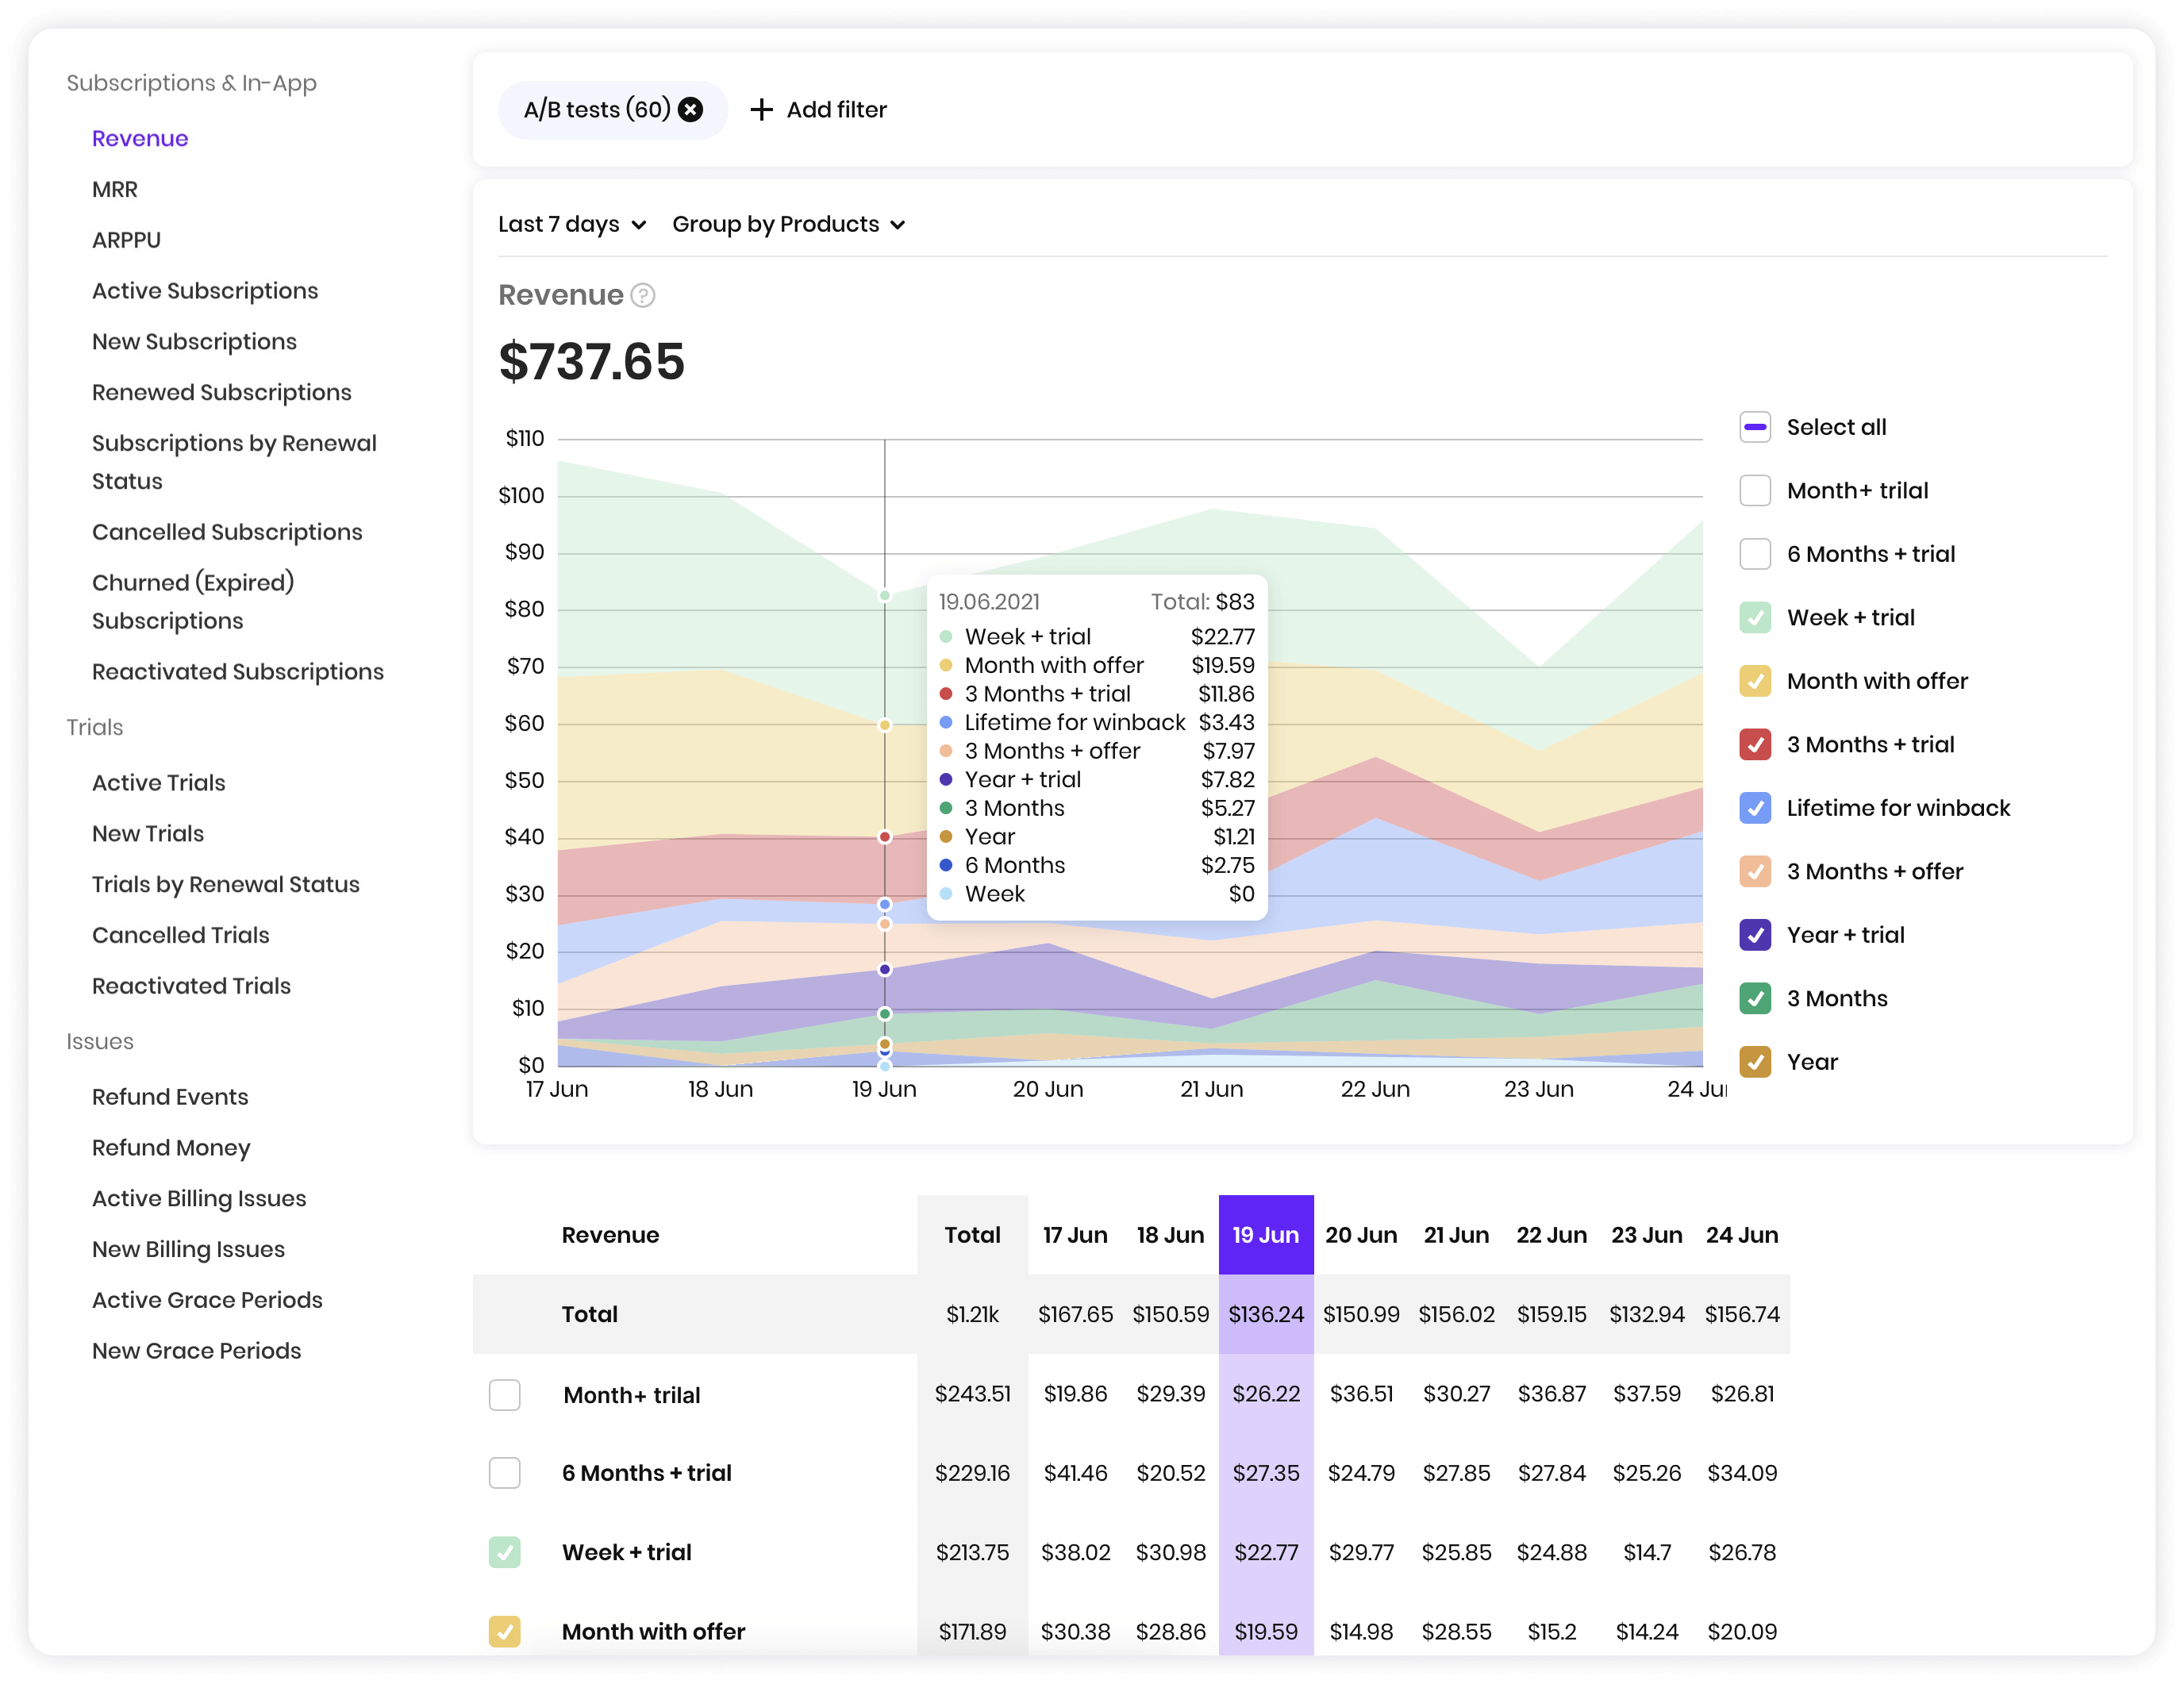 Subscriptions & In-App
Revenue
MRR
ARPPU
Active Subscriptions
New Subscriptions
Renewed Subscriptions
Subscriptions by Renewal
Status
Cancelled Subscriptions
Churned (Expired)
Subscriptions
Reactivated Subscriptions
Trials
Active Trials
New Trials
Trials by Renewal Status
Cancelled Trials
Reactivated Trials
Issues
Refund Events
Refund Money
Active Billing Issues
New Billing Issues
Active Grace Periods
New Grace Periods
A/B tests (60) + Add filter
Last 7 days Group by Products
Revenue ?
$737.65
$110
$100
$90
$80
$70
$60
$50
$40
$30
$20
$10
$0
17 Jun 18 Jun 19 Jun 20 Jun 21 Jun 22 Jun 23 Jun 24 Ju
19.06.2021 Total: $83
Week + trial $22.77
Month with offer $19.59
3 Months + trial $11.86
Lifetime for winback $3.43
3 Months + offer $7.97
Year + trial $7.82
3 Months $5.27
Year $1.21
6 Months $2.75
Week $0
Select all
Month+ trilal
6 Months + trial
Week + trial
Month with offer
3 Months + trial
Lifetime for winback
3 Months + offer
Year + trial
3 Months
Year
Revenue Total 17 Jun 18 Jun 19 Jun 20 Jun 21 Jun 22 Jun 23 Jun 24 Jun
Total $1.21k $167.65 $150.59 $136.24 $150.99 $156.02 $159.15 $132.94 $156.74
Month+ trilal $243.51 $19.86 $29.39 $26.22 $36.51 $30.27 $36.87 $37.59 $26.81
6 Months + trial $229.16 $41.46 $20.52 $27.35 $24.79 $27.85 $27.84 $25.26 $34.09
Week + trial $213.75 $38.02 $30.98 $22.77 $29.77 $25.85 $24.88 $14.7 $26.78
Month with offer $171.89 $30.38 $28.86 $19.59 $14.98 $28.55 $15.2 $14.24 $20.09